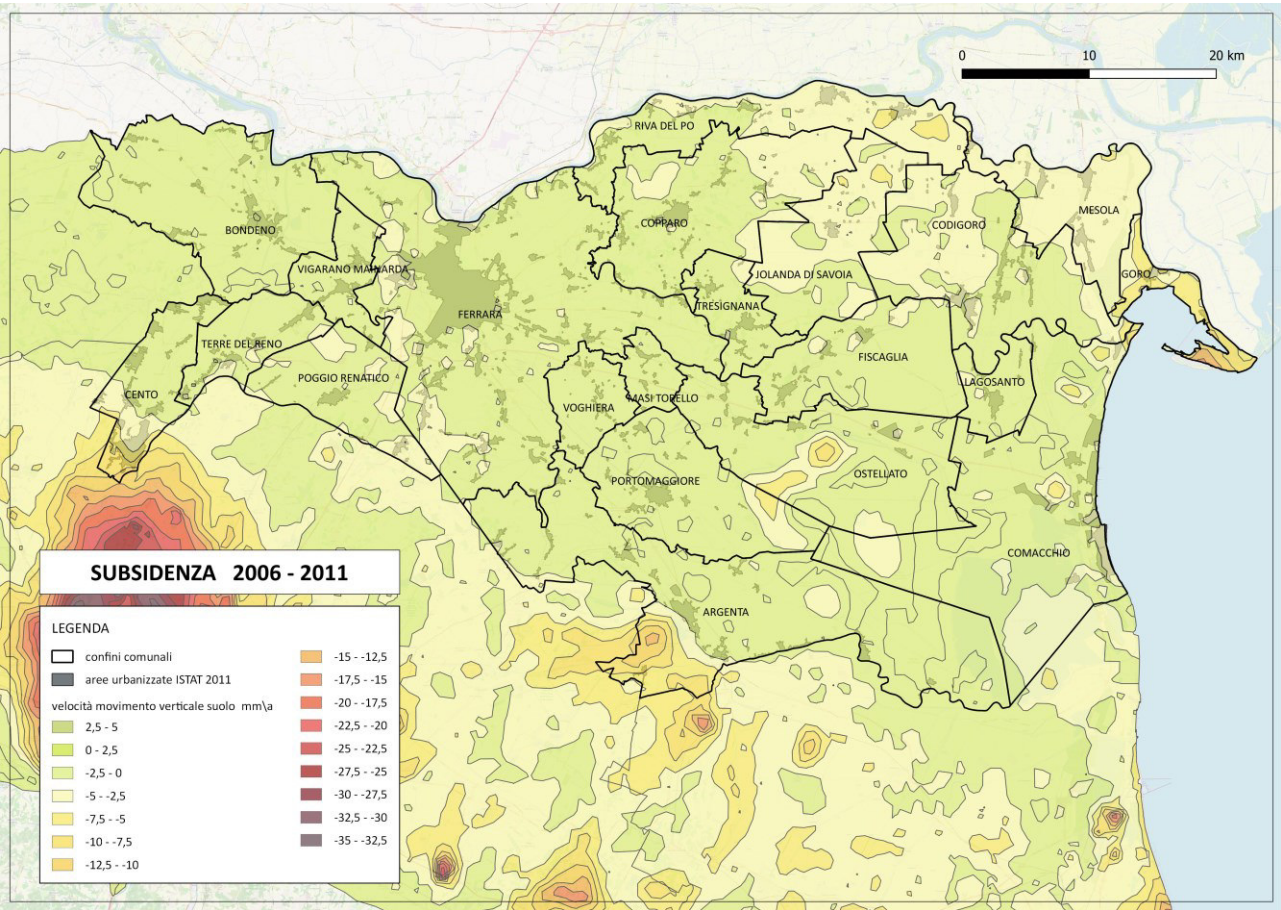 0 10 20 km
RIVA DEL PO
COPPARO
MESOLA
CODIGORO
BONDENO
VIGARANO MAINARDA
JOLANDA DI SAVOIA
GORO
TRESIGNANA
FERRARA
TERRE DEL RENO
FISCAGLIA
POGGIO RENATICO
LAGOSANTO
CENTO
MASI TORELLO
VOGHIERA
OSTELLATO
PORTOMAGGIORE
COMACCHIO
ARGENTA
SUBSIDENZA 2006 - 2011
LEGENDA
confini comunali
aree urbanizzate ISTAT 2011
velocità movimento verticale suolo mm\a
2,5 - 5
0 - 2,5
-2,5 - 0
-5 - -2,5
-7,5 - -5
-10 - -7,5
-12,5 - -10
-15 - -12,5
-17,5 - -15
-20 - -17,5
-22,5 - -20
-25 - -22,5
-27,5 - -25
-30 - -27,5
-32,5 - -30
-35 - -32,5